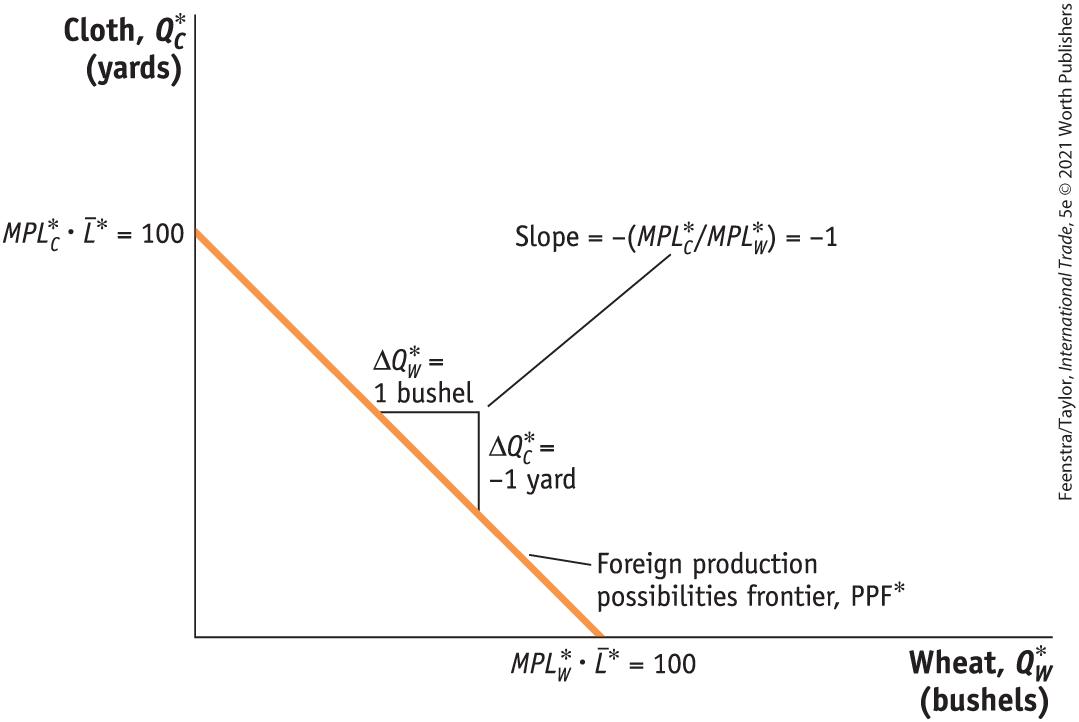 Cloth, Q*C
(yards)
MPL*C · L̄* = 100
Slope = –(MPL*C/MPL*W) = –1
ΔQ*W =
1 bushel
ΔQ*C =
–1 yard
Foreign production
possibilities frontier, PPF*
MPL*W · L̄* = 100
Wheat, Q*W
(bushels)
Feenstra/Taylor, International Trade, 5e © 2021 Worth Publishers